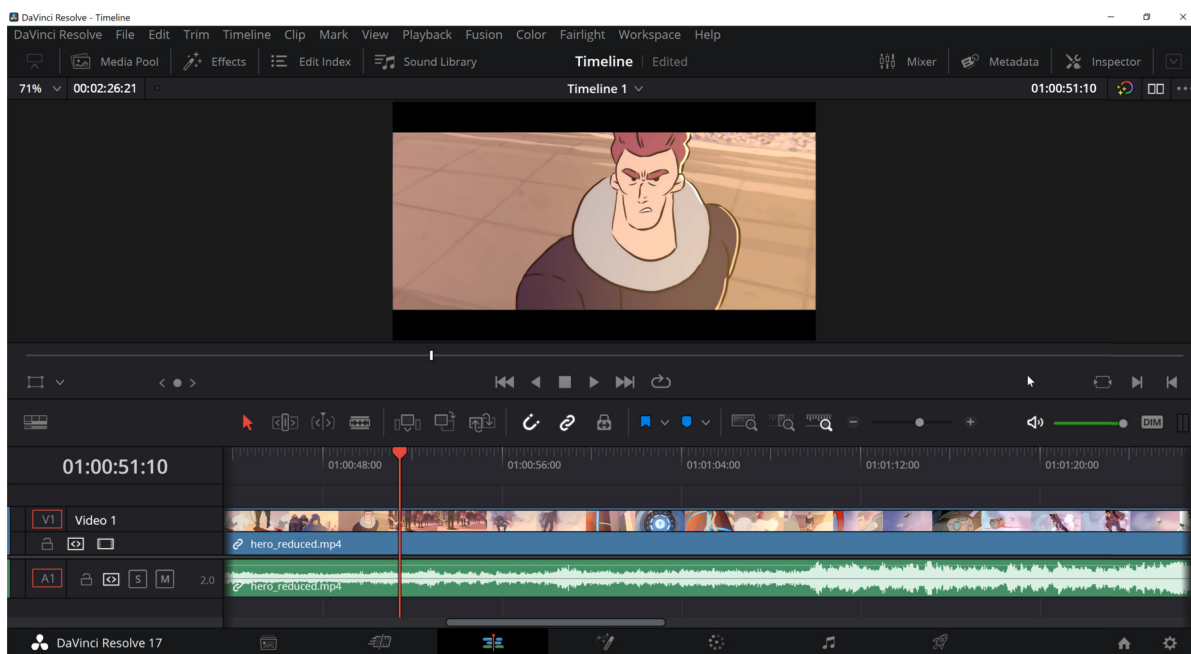 DaVinci Resolve - Timeline
DaVinci Resolve File Edit Trim Timeline Clip Mark View Playback Fusion Color Fairlight Workspace Help
Media Pool Effects Edit Index Sound Library Timeline Edited Mixer Metadata Inspector
71% 00:02:26:21 Timeline 1 01:00:51:10
DIM
01:00:51:10 01:00:48:00 01:00:56:00 01:01:04:00 01:01:12:00 01:01:20:00
V1 Video 1
hero_reduced.mp4
A1 S M 2.0 hero_reduced.mp4
DaVinci Resolve 17